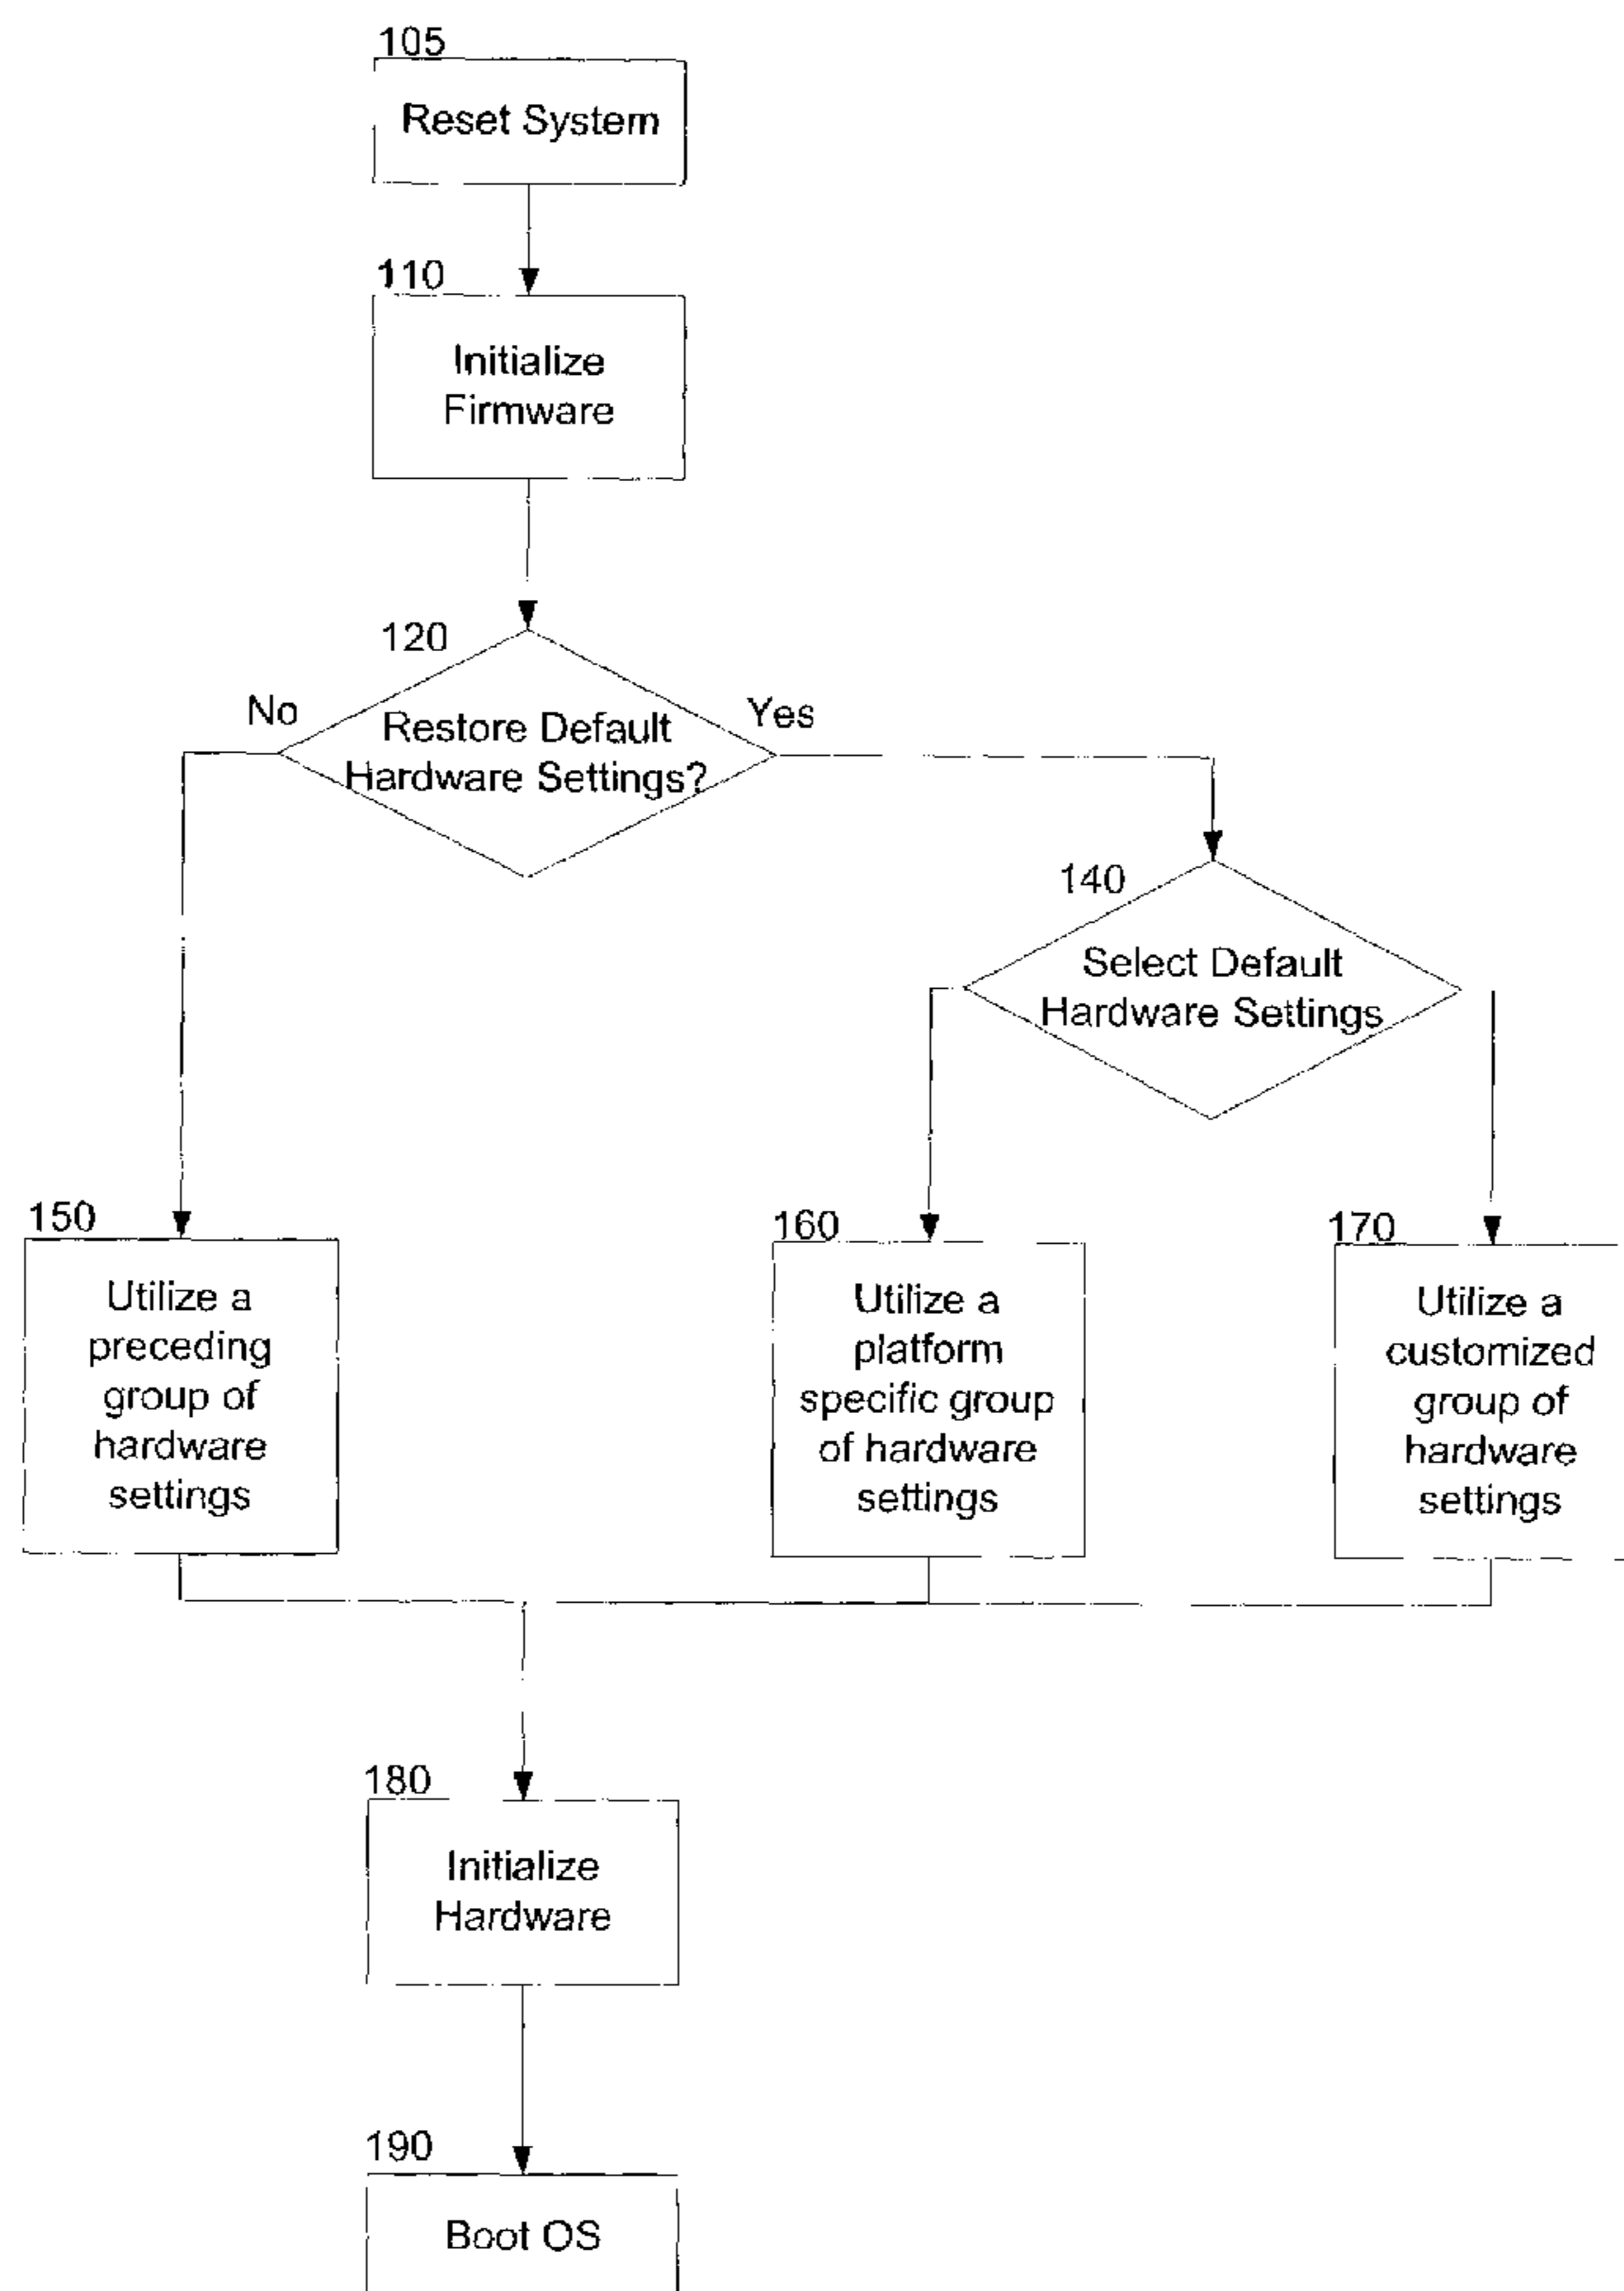 105
Reset System
110
Initialize
Firmware
120
No
Yes
Restore Default
Hardware Settings?
140
Select Default
Hardware Settings
150
Utilize a
preceding
group of
hardware
settings
160
Utilize a
platform
specific group
of hardware
settings
170
Utilize a
customized
group of
hardware
settings
180
Initialize
Hardware
190
Boot OS